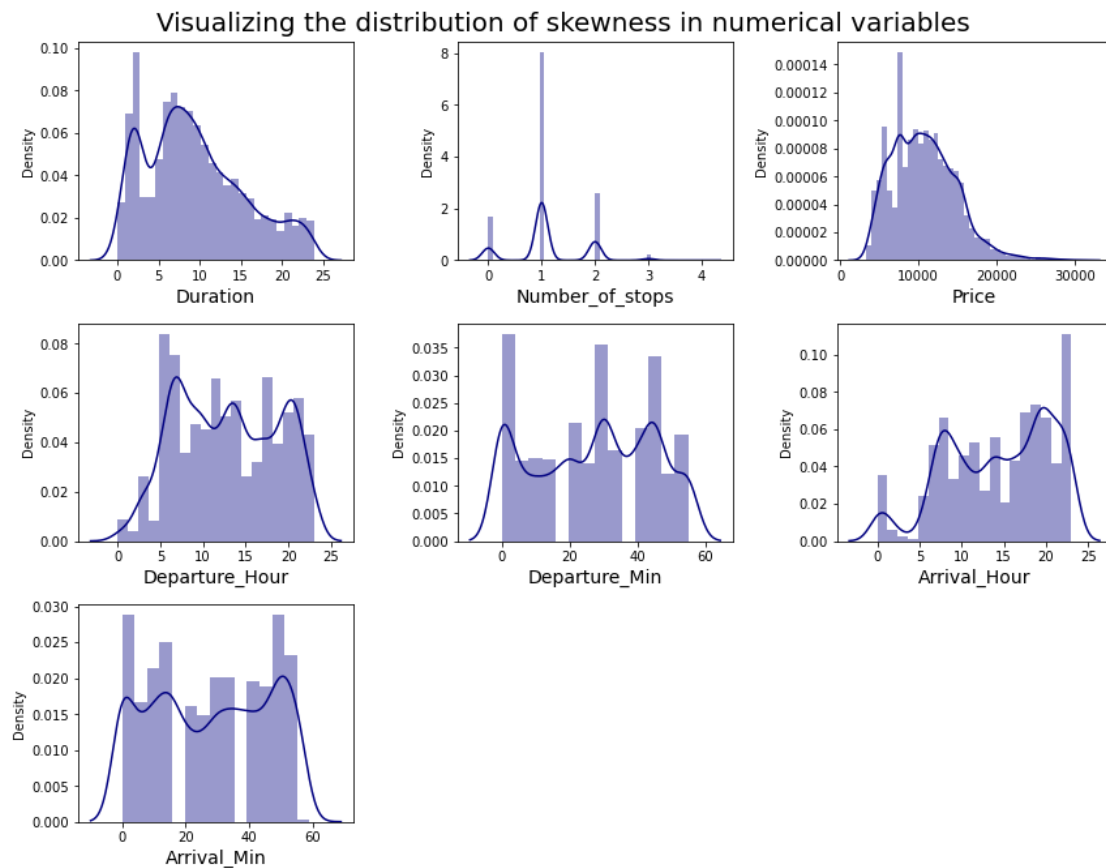 Visualizing the distribution of skewness in numerical variables
0.10
0.08
0.06
0.04
0.02
0.00
Density
0 5 10 15 20 25
Duration
8
6
4
2
0
Density
0 1 2 3 4
Number_of_stops
0.00014
0.00012
0.00010
0.00008
0.00006
0.00004
0.00002
0.00000
Density
0 10000 20000 30000
Price
0.08
0.06
0.04
0.02
0.00
Density
0 5 10 15 20 25
Departure_Hour
0.035
0.030
0.025
0.020
0.015
0.010
0.005
0.000
Density
0 20 40 60
Departure_Min
0.10
0.08
0.06
0.04
0.02
0.00
Density
0 5 10 15 20 25
Arrival_Hour
0.030
0.025
0.020
0.015
0.010
0.005
0.000
Density
0 20 40 60
Arrival_Min